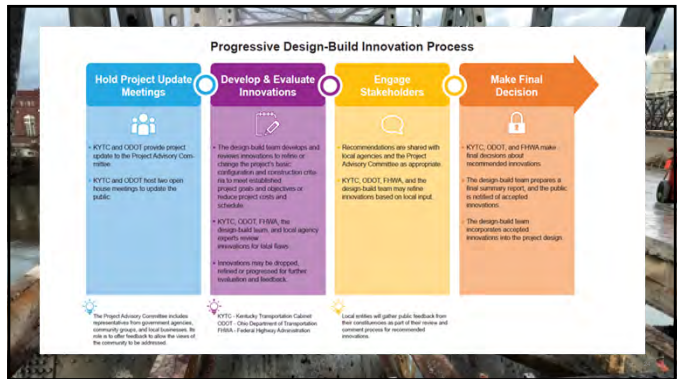 Progressive Design-Build Innovation Process
Hold Project Update
Meetings
• KYTC and ODOT provide project
update to the Project Advisory Com-
mittee.
• KYTC and ODOT host two open
house meetings to update the
public.
The Project Advisory Committee includes
representatives from government agencies,
community groups, and local businesses. Its
role is to offer feedback to allow the views of
the community to be addressed.
Develop & Evaluate
Innovations
• The design-build team develops and
reviews innovations to refine or
change the project's basic
configuration and construction crite-
ria to meet established
project goals and objectives or
reduce project costs and
schedule.
• KYTC, ODOT, FHWA, the
design-build team, and local agency
experts review
innovations for fatal flaws.
• Innovations may be dropped,
refined or progressed for further
evaluation and feedback.
KYTC - Kentucky Transportation Cabinet
ODOT - Ohio Department of Transportation
FHWA - Federal Highway Administration
Engage
Stakeholders
• Recommendations are shared with
local agencies and the Project
Advisory Committee as appropriate.
• KYTC, ODOT, FHWA, and the
design-build team may refine
innovations based on local input.
Local entities will gather public feedback from
their constituencies as part of their review and
comment process for recommended
innovations.
Make Final
Decision
• KYTC, ODOT, and FHWA make
final decisions about
recommended innovations.
• The design-build team prepares a
final summary report, and the public
is notified of accepted
innovations.
• The design-build team
incorporates accepted
innovations into the project design.